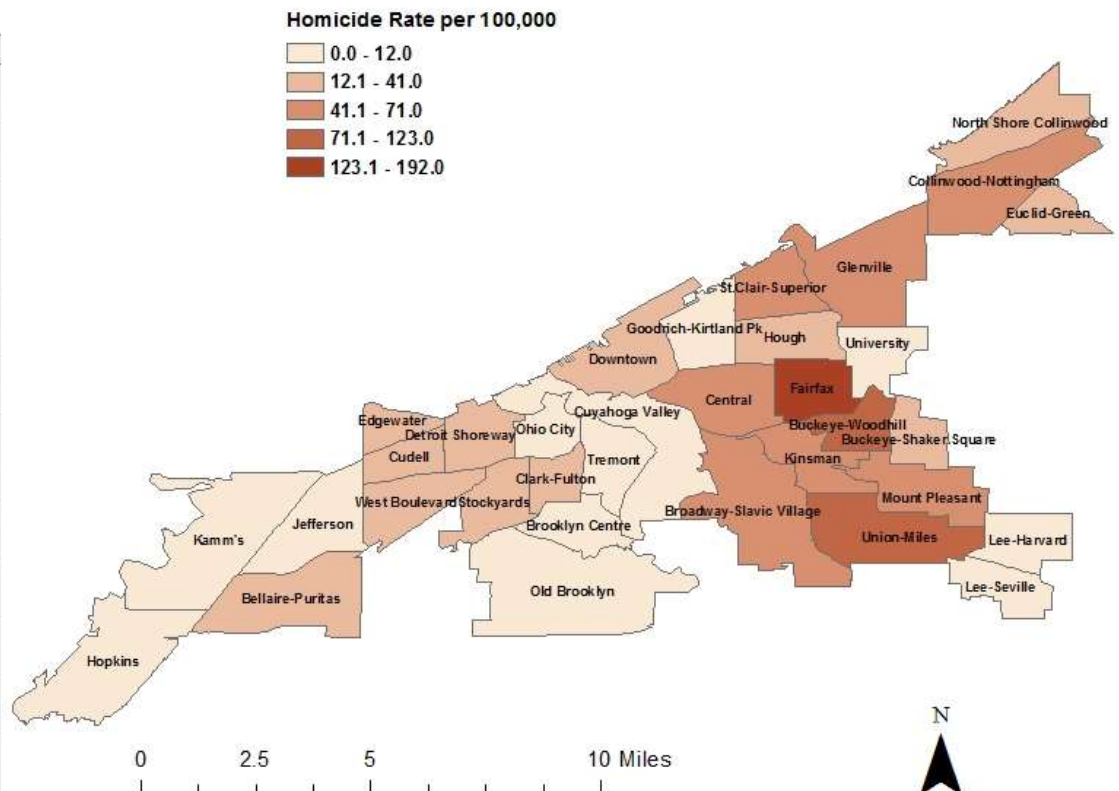 Homicide Rate per 100,000
0.0 - 12.0
12.1 - 41.0
41.1 - 71.0
71.1 - 123.0
123.1 - 192.0
North Shore Collinwood
Collinwood-Nottingham
Euclid-Green
Glenville
St.Clair-Superior
Goodrich-Kirtland Pk
Hough
University
Downtown
Fairfax
Central
Cuyahoga Valley
Edgewater
Buckeye-Woodhill
Ohio City
Detroit Shoreway
Buckeye-Shaker Square
Cudell
Tremont
Kinsman
Clark-Fulton
West Boulevard
Stockyards
Mount Pleasant
Broadway-Slavic Village
Jefferson
Brooklyn Centre
Kamm's
Union-Miles
Lee-Harvard
Lee-Seville
Old Brooklyn
Bellaire-Puritas
Hopkins
N
0 2.5 5 10 Miles